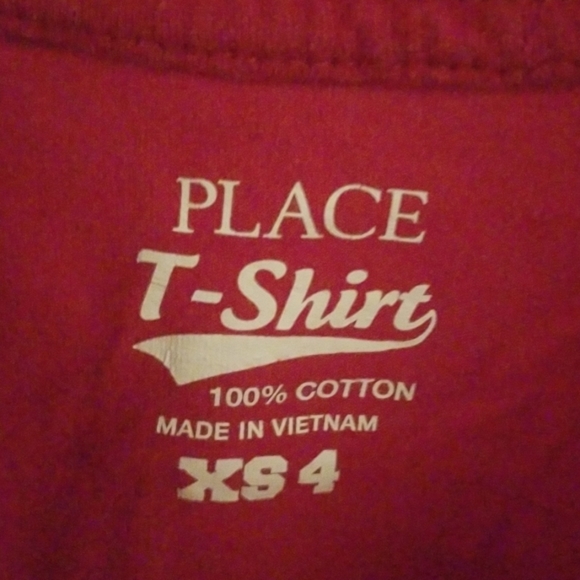 PLACE
T-Shirt
100% COTTON
MADE IN VIETNAM
XS 4